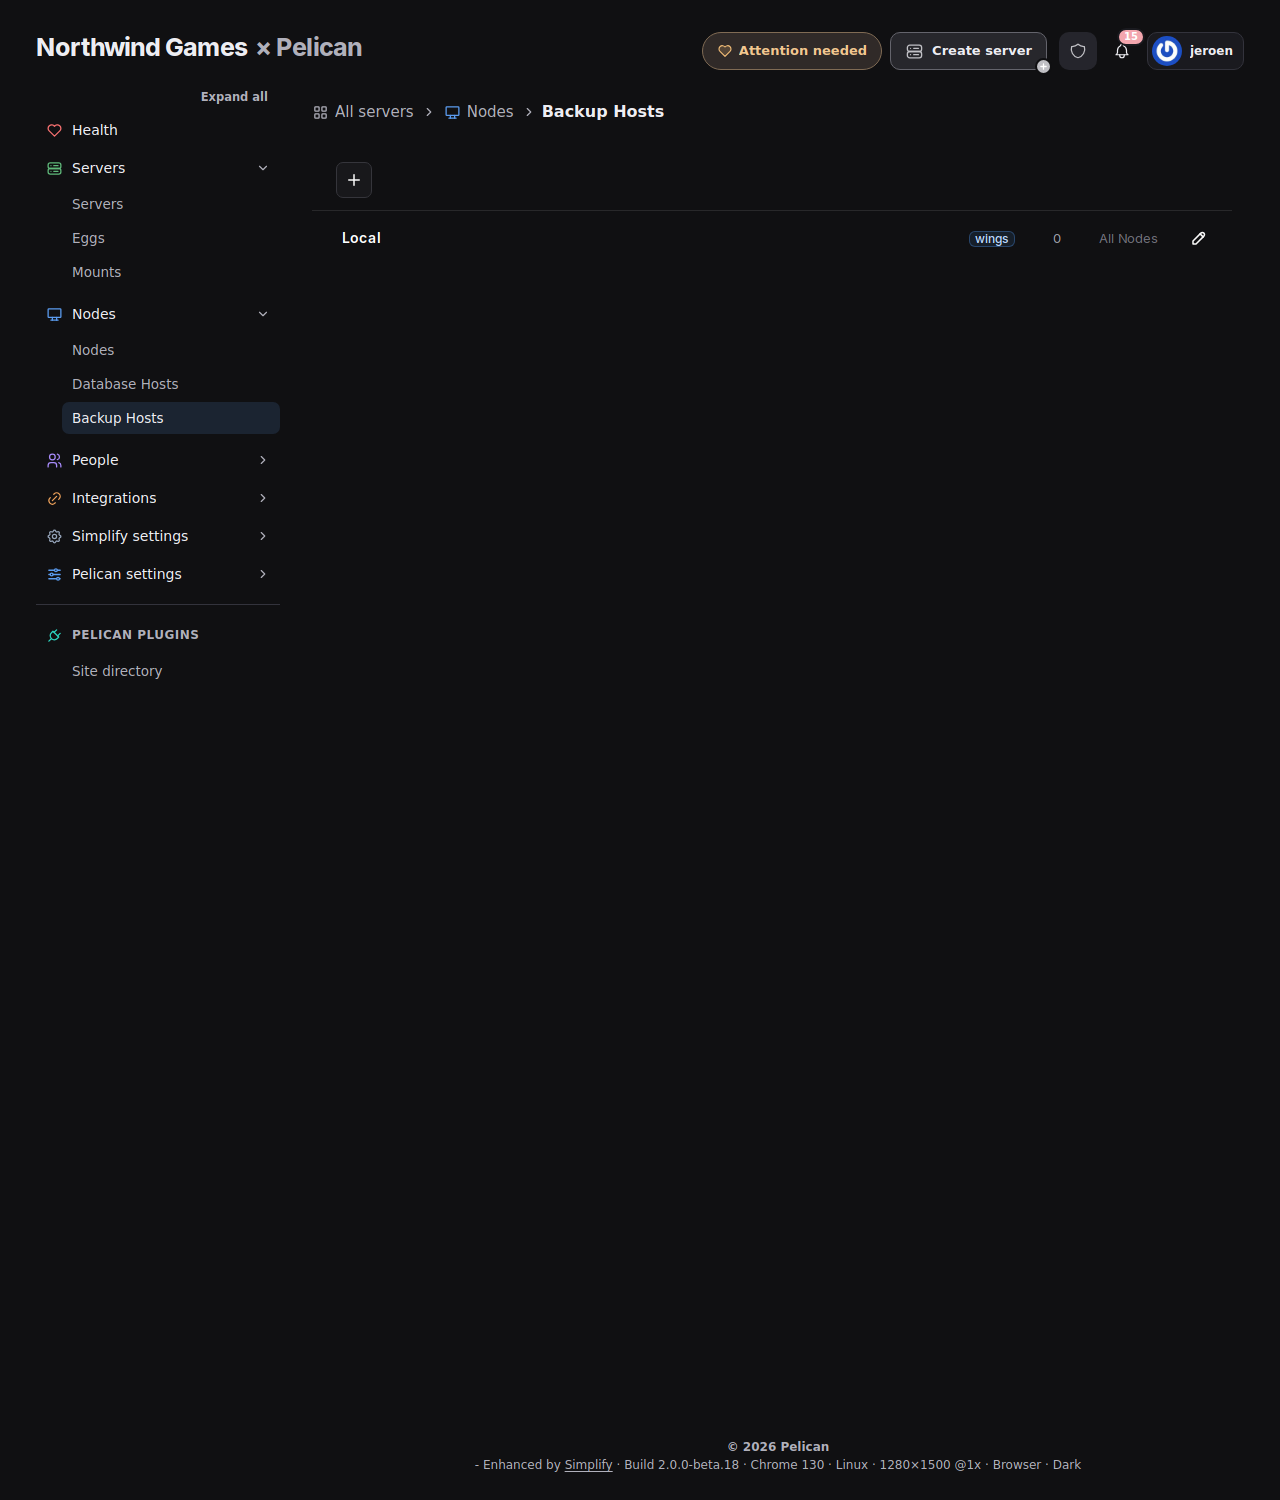 Northwind Games × Pelican
Attention needed
Create server
15
jeroen
Expand all
Health
Servers
Servers
Eggs
Mounts
Nodes
Nodes
Database Hosts
Backup Hosts
People
Integrations
Simplify settings
Pelican settings
PELICAN PLUGINS
Site directory
All servers > Nodes > Backup Hosts
Local wings 0 All Nodes
© 2026 Pelican
- Enhanced by Simplify · Build 2.0.0-beta.18 · Chrome 130 · Linux · 1280×1500 @1x · Browser · Dark